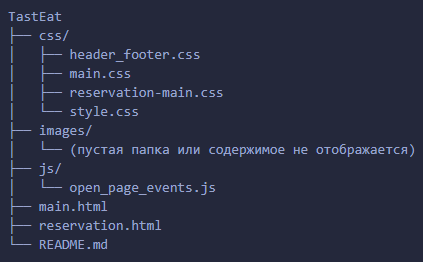 TastEat
├── css/
│   ├── header_footer.css
│   ├── main.css
│   ├── reservation-main.css
│   └── style.css
├── images/
│   └── (пустая папка или содержимое не отображается)
├── js/
│   └── open_page_events.js
├── main.html
├── reservation.html
└── README.md